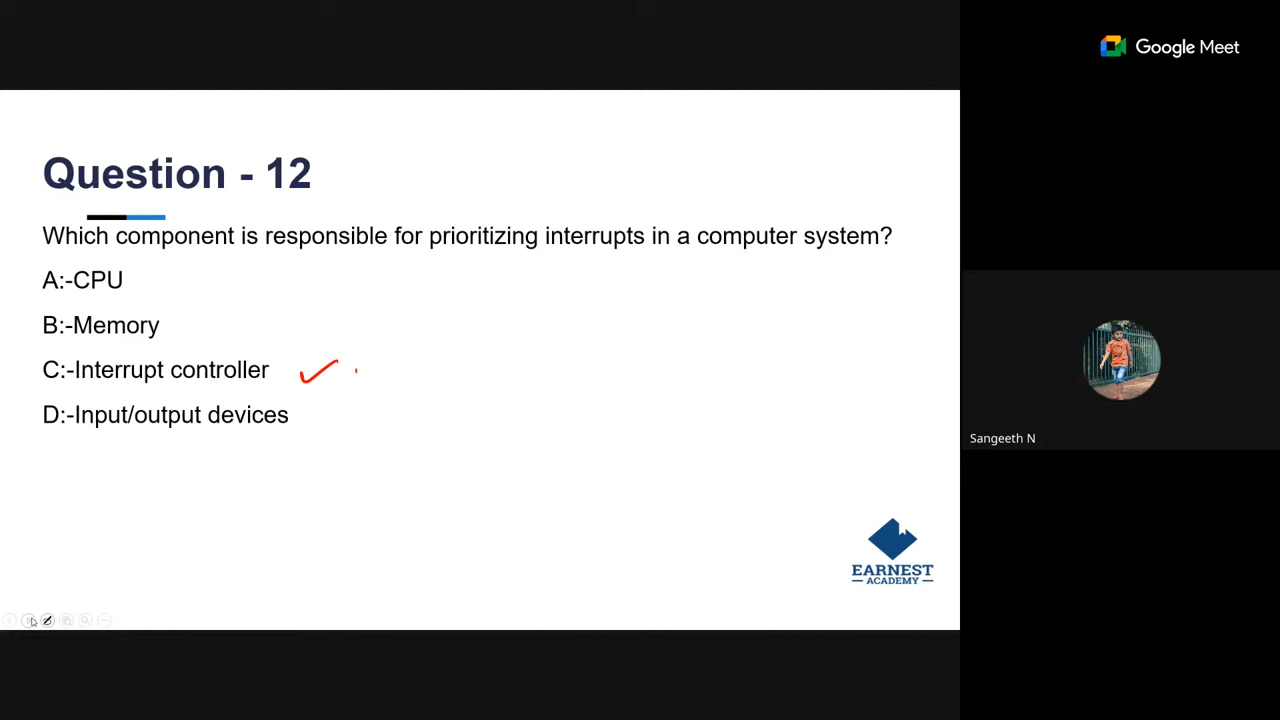 Google Meet
Question - 12
Which component is responsible for prioritizing interrupts in a computer system?
A:-CPU
B:-Memory
C:-Interrupt controller
D:-Input/output devices
Sangeeth N
EARNEST
ACADEMY